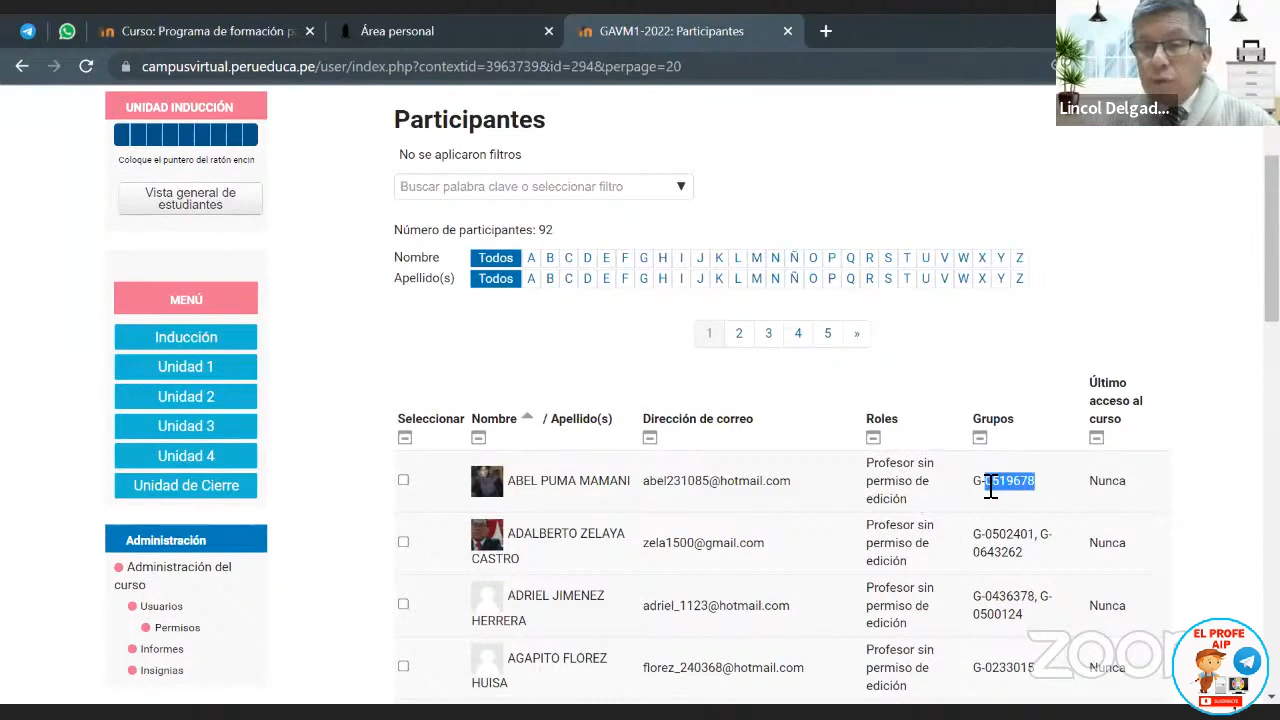 Curso: Programa de formación p
Área personal
GAVM1-2022: Participantes
campusvirtual.perueduca.pe/user/index.php?contextid=3963739&id=294&perpage=20
Lincol Delgad...
UNIDAD INDUCCIÓN
Coloque el puntero del ratón encin
Vista general de
estudiantes
MENÚ
Inducción
Unidad 1
Unidad 2
Unidad 3
Unidad 4
Unidad de Cierre
Administración
Administración del
curso
Usuarios
Permisos
Informes
Insignias
Participantes
No se aplicaron filtros
Buscar palabra clave o seleccionar filtro
Número de participantes: 92
Nombre Todos A B C D E F G H I J K L M N Ñ O P Q R S T U V W X Y Z
Apellido(s) Todos A B C D E F G H I J K L M N Ñ O P Q R S T U V W X Y Z
1 2 3 4 5 »
Seleccionar Nombre / Apellido(s) Dirección de correo Roles Grupos Último
acceso al
curso
ABEL PUMA MAMANI abel231085@hotmail.com Profesor sin
permiso de
edición G-0519678 Nunca
ADALBERTO ZELAYA
CASTRO zela1500@gmail.com Profesor sin
permiso de
edición G-0502401, G-
0643262 Nunca
ADRIEL JIMENEZ
HERRERA adriel_1123@hotmail.com Profesor sin
permiso de
edición G-0436378, G-
0500124 Nunca
AGAPITO FLOREZ
HUISA florez_240368@hotmail.com Profesor sin
permiso de
edición G-0233015 Nunca
zoom
EL PROFE
AIP